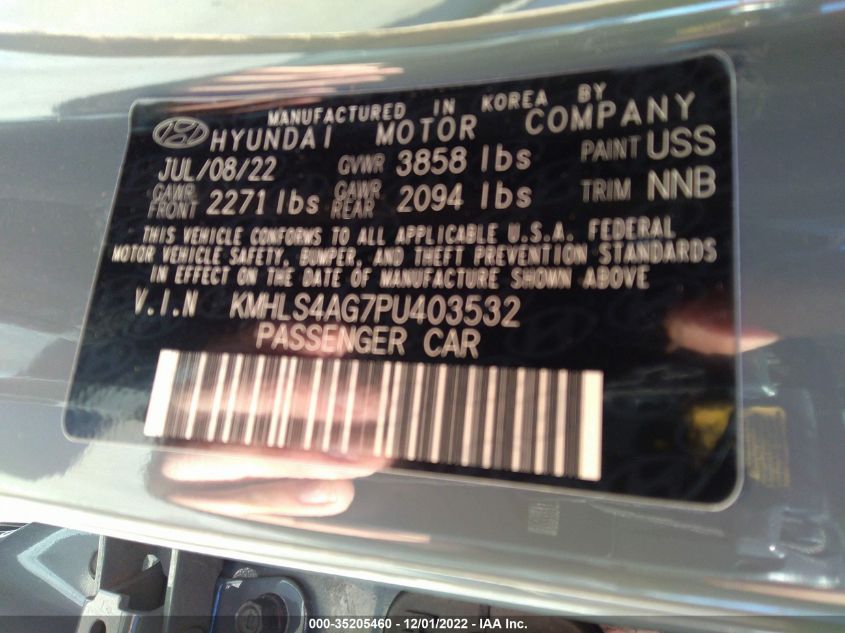 MANUFACTURED IN KOREA BY
HYUNDAI MOTOR COMPANY
JUL/08/22 GVWR 3858 lbs PAINT USS
GAWR FRONT 2271 lbs GAWR REAR 2094 lbs TRIM NNB
THIS VEHICLE CONFORMS TO ALL APPLICABLE U.S.A. FEDERAL
MOTOR VEHICLE SAFETY, BUMPER, AND THEFT PREVENTION STANDARDS
IN EFFECT ON THE DATE OF MANUFACTURE SHOWN ABOVE
V.I.N KMHLS4AG7PU403532
PASSENGER CAR
000-35205460 - 12/01/2022 - IAA Inc.